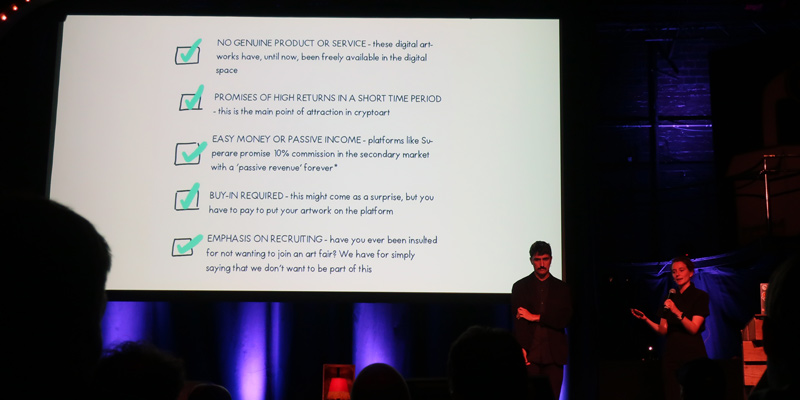 NO GENUINE PRODUCT OR SERVICE - these digital art-
works have, until now, been freely available in the digital
space
PROMISES OF HIGH RETURNS IN A SHORT TIME PERIOD
- this is the main point of attraction in cryptoart
EASY MONEY OR PASSIVE INCOME - platforms like Su-
perare promise 10% commission in the secondary market
with a 'passive revenue' forever*
BUY-IN REQUIRED - this might come as a surprise, but you
have to pay to put your artwork on the platform
EMPHASIS ON RECRUITING - have you ever been insulted
for not wanting to join an art fair? We have for simply
saying that we don't want to be part of this